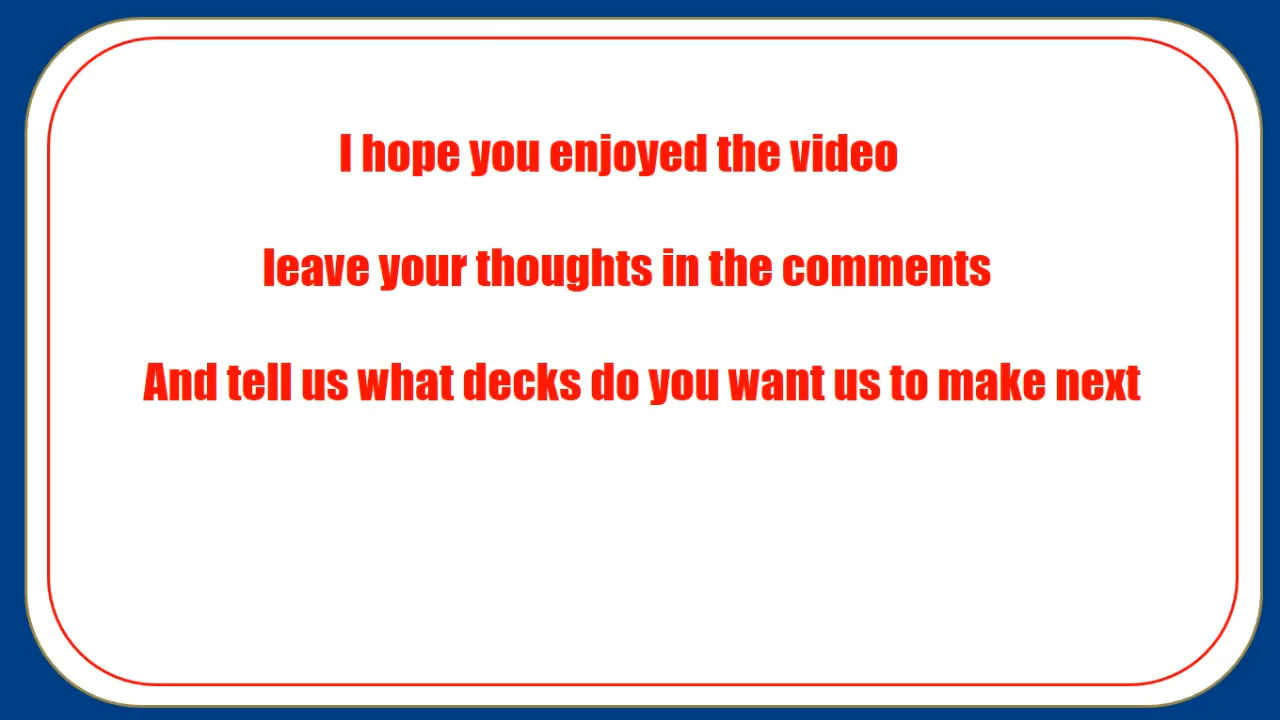 I hope you enjoyed the video
leave your thoughts in the comments
And tell us what decks do you want us to make next